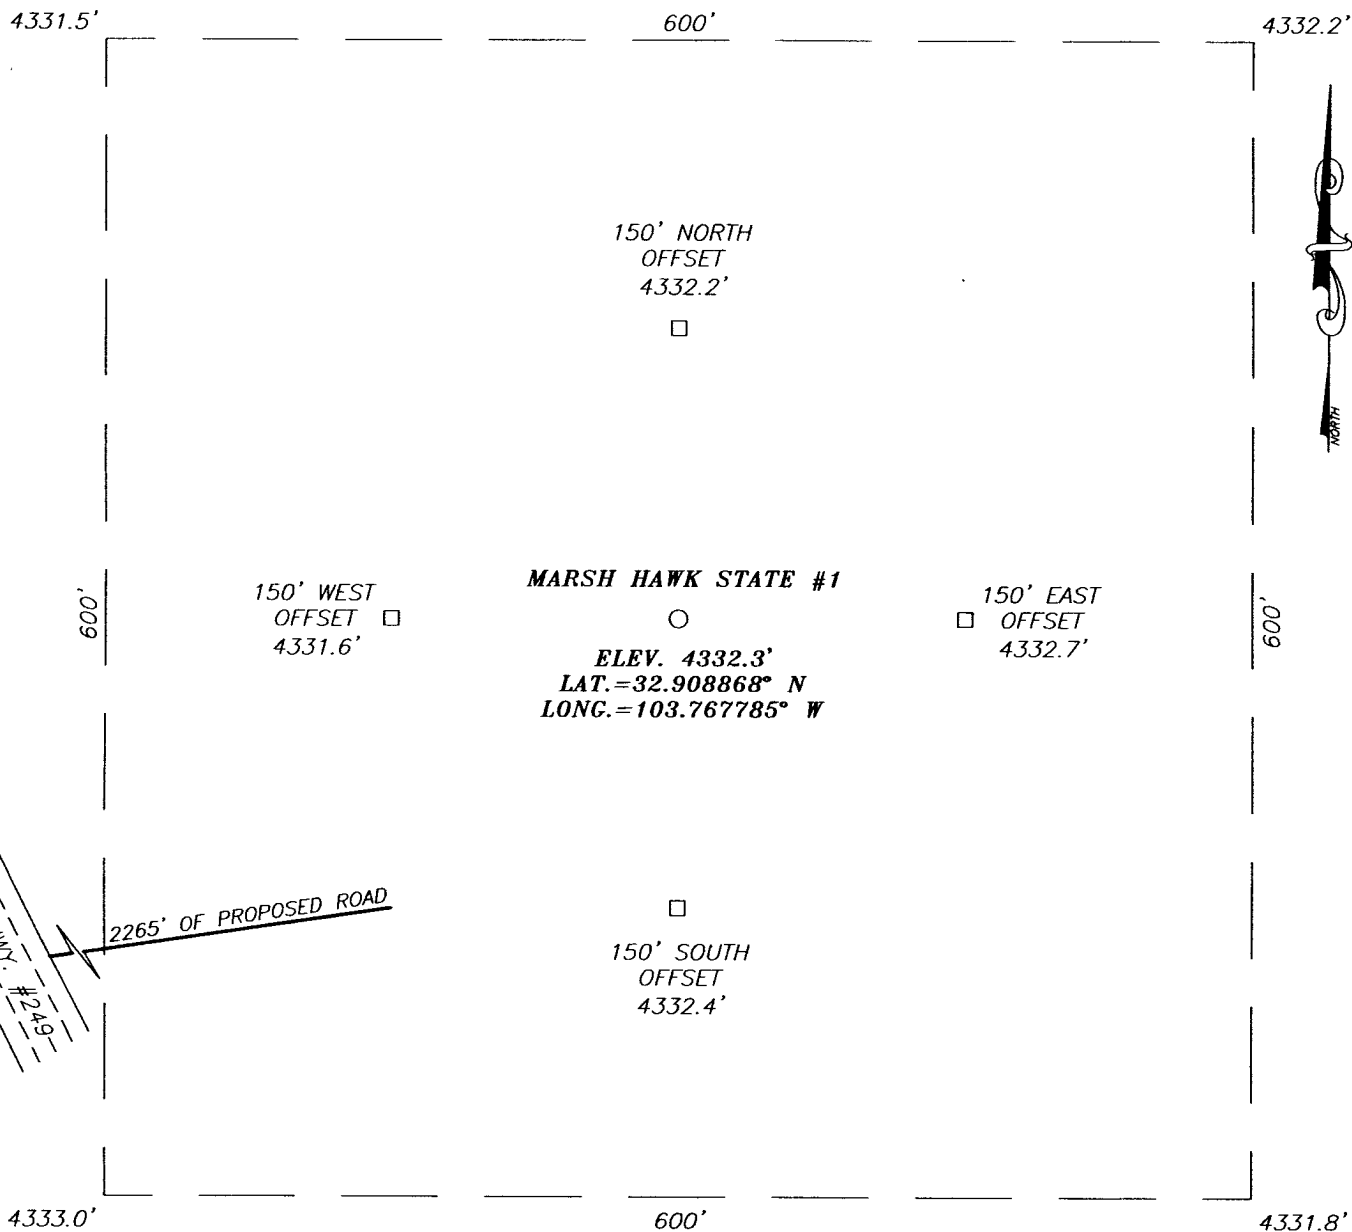 4331.5'
600'
4332.2'
150' NORTH
OFFSET
4332.2'
NORTH
600'
150' WEST
OFFSET
4331.6'
MARSH HAWK STATE #1
ELEV. 4332.3'
LAT.=32.908868° N
LONG.=103.767785° W
150' EAST
OFFSET
4332.7'
600'
2265' OF PROPOSED ROAD
#249
150' SOUTH
OFFSET
4332.4'
4333.0'
600'
4331.8'